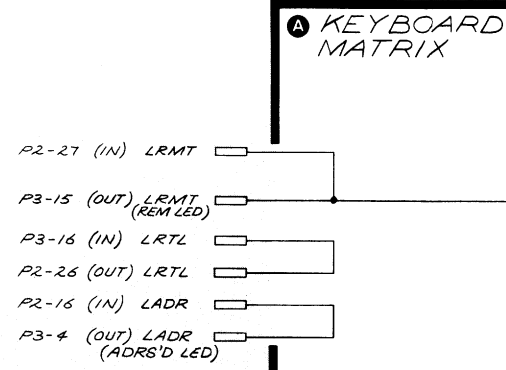 A KEYBOARD
MATRIX
P2-27 (IN) LRMT
P3-15 (OUT) LRMT
(REM LED)
P3-16 (IN) LRTL
P2-26 (OUT) LRTL
P2-16 (IN) LADR
P3-4 (OUT) LADR
(ADRS'D LED)